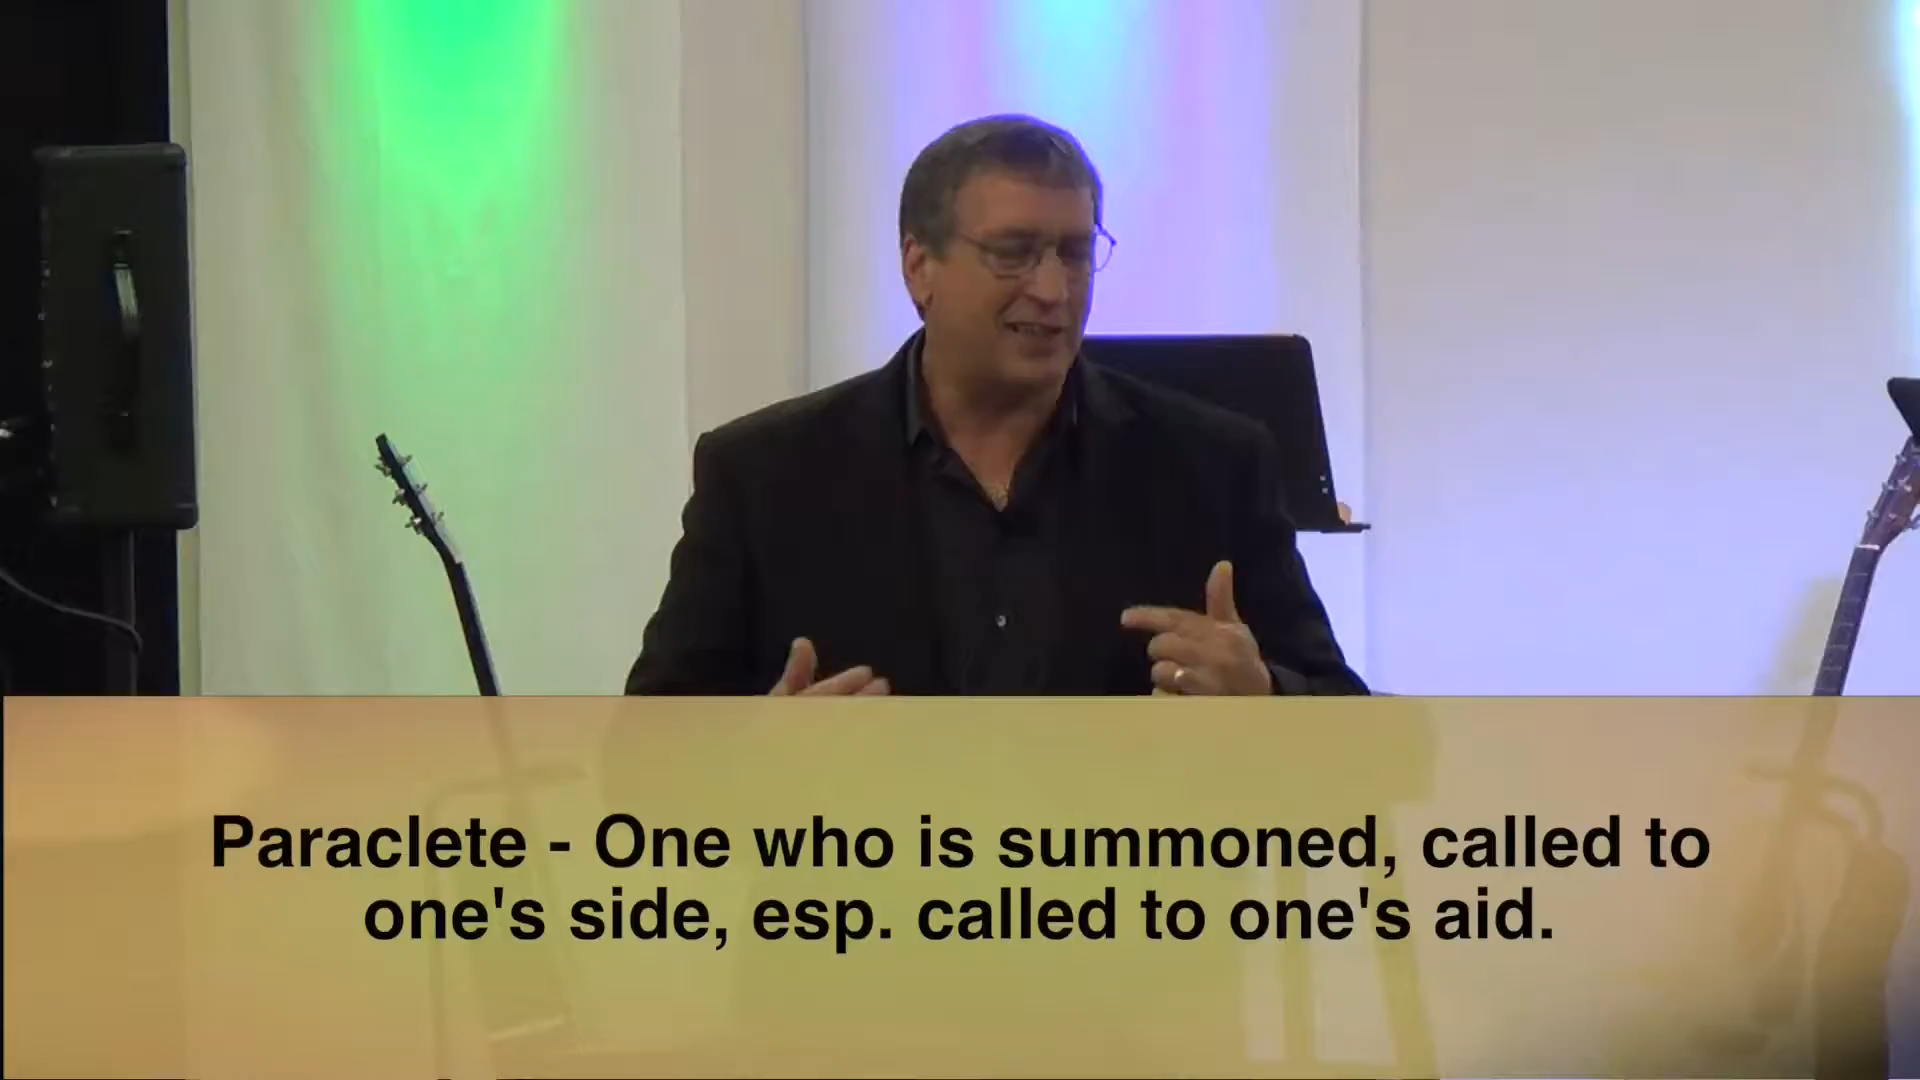 Paraclete - One who is summoned, called to
one's side, esp. called to one's aid.